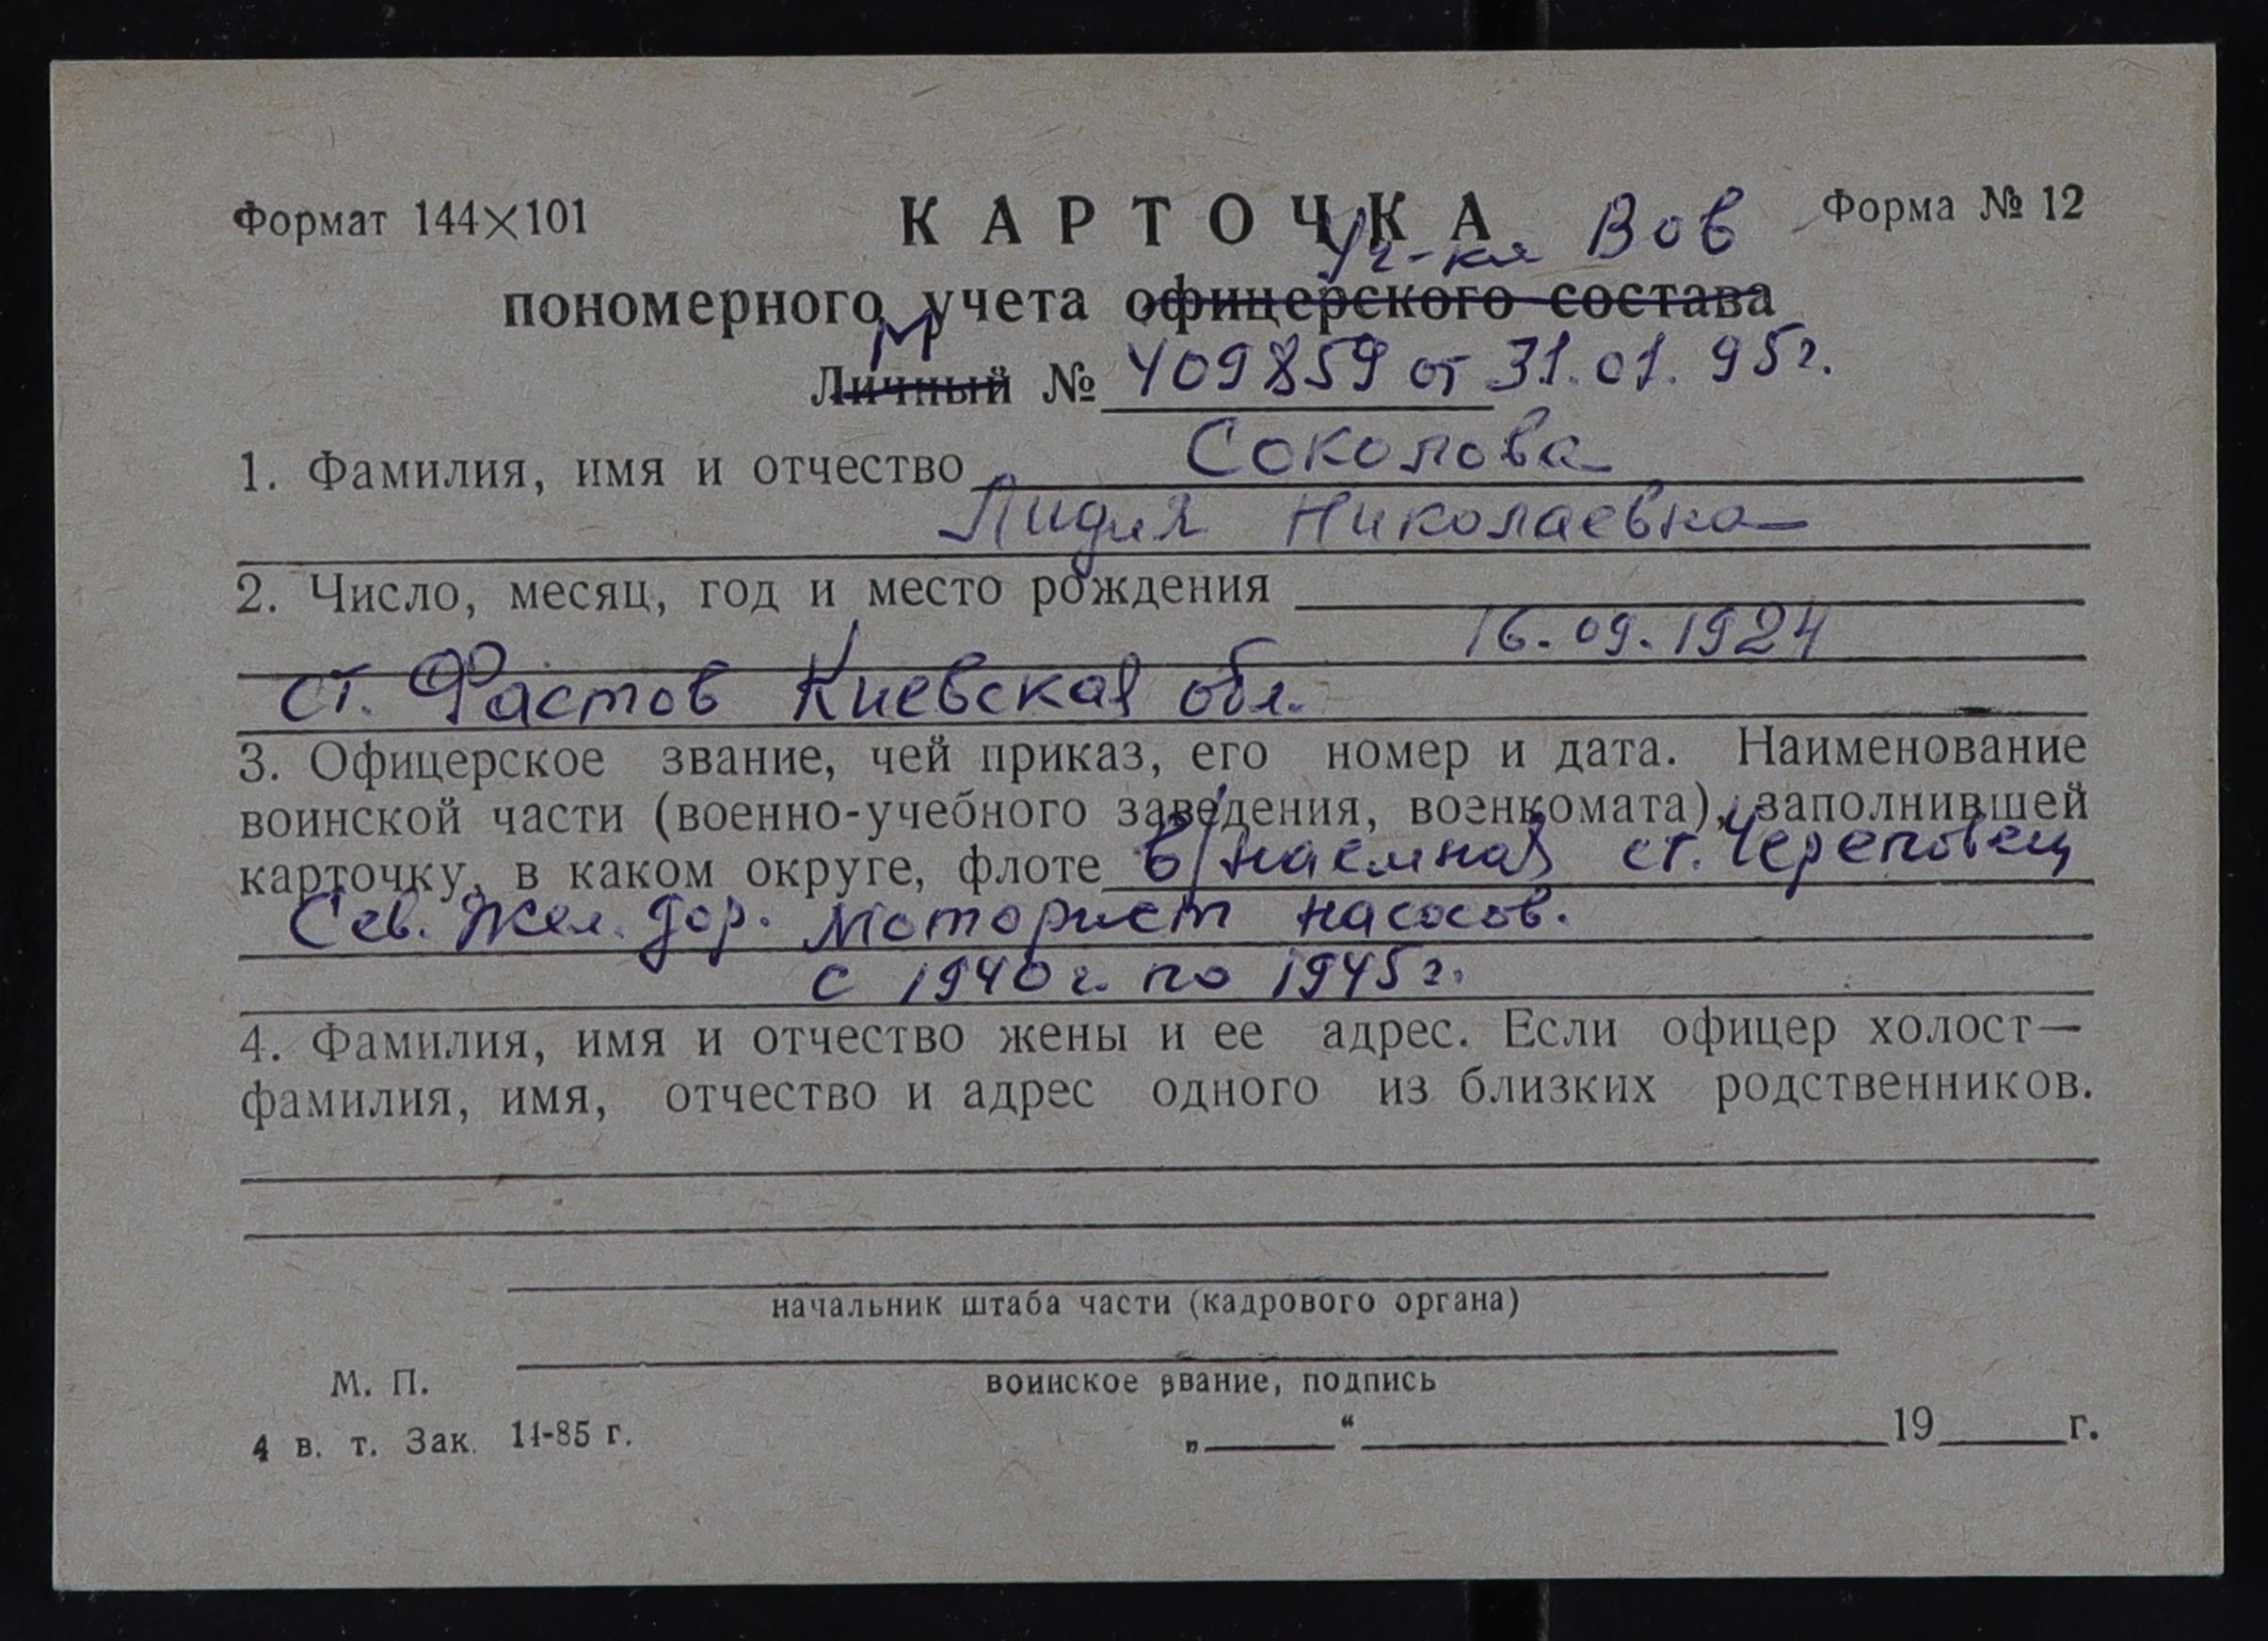 Формат 144×101
КАРТОЧКА
Форма № 12
Уч-ка Вов
пономерного учета офицерского состава
М
Личный № 409859 от 31.01.95г.
1. Фамилия, имя и отчество Соколова
Лидия Николаевна
2. Число, месяц, год и место рождения
16.09.1924
ст. Фастов Киевская обл.
3. Офицерское звание, чей приказ, его номер и дата. Наименование
воинской части (военно-учебного заведения, военкомата), заполнившей
карточку, в каком округе, флоте в/наемная ст. Череповец
Сев. Жел. дор. Моторист насосов.
с 1940г. по 1945г.
4. Фамилия, имя и отчество жены и ее адрес. Если офицер холост—
фамилия, имя, отчество и адрес одного из близких родственников.
начальник штаба части (кадрового органа)
М. П.
воинское звание, подпись
4 в. т. Зак. 14-85 г.
„ “ 19 г.